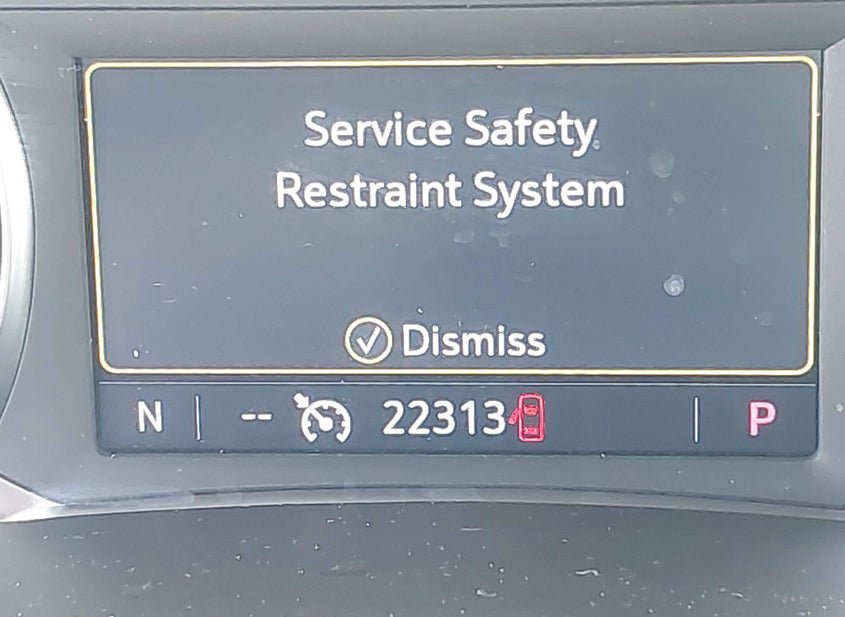 Service Safety
Restraint System
Dismiss
N -- 22313 P